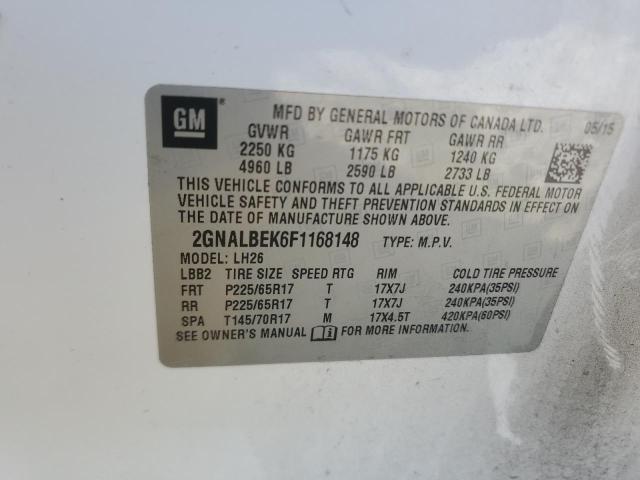 GM
MFD BY GENERAL MOTORS OF CANADA LTD. 05/15
GVWR GAWR FRT GAWR RR
2250 KG 1175 KG 1240 KG
4960 LB 2590 LB 2733 LB
THIS VEHICLE CONFORMS TO ALL APPLICABLE U.S. FEDERAL MOTOR
VEHICLE SAFETY AND THEFT PREVENTION STANDARDS IN EFFECT ON
THE DATE OF MANUFACTURE SHOWN ABOVE.
2GNALBEK6F1168148 TYPE: M.P.V.
MODEL: LH26
LBB2 TIRE SIZE SPEED RTG RIM COLD TIRE PRESSURE
FRT P225/65R17 T 17X7J 240KPA(35PSI)
RR P225/65R17 T 17X7J 240KPA(35PSI)
SPA T145/70R17 M 17X4.5T 420KPA(60PSI)
SEE OWNER'S MANUAL FOR MORE INFORMATION.